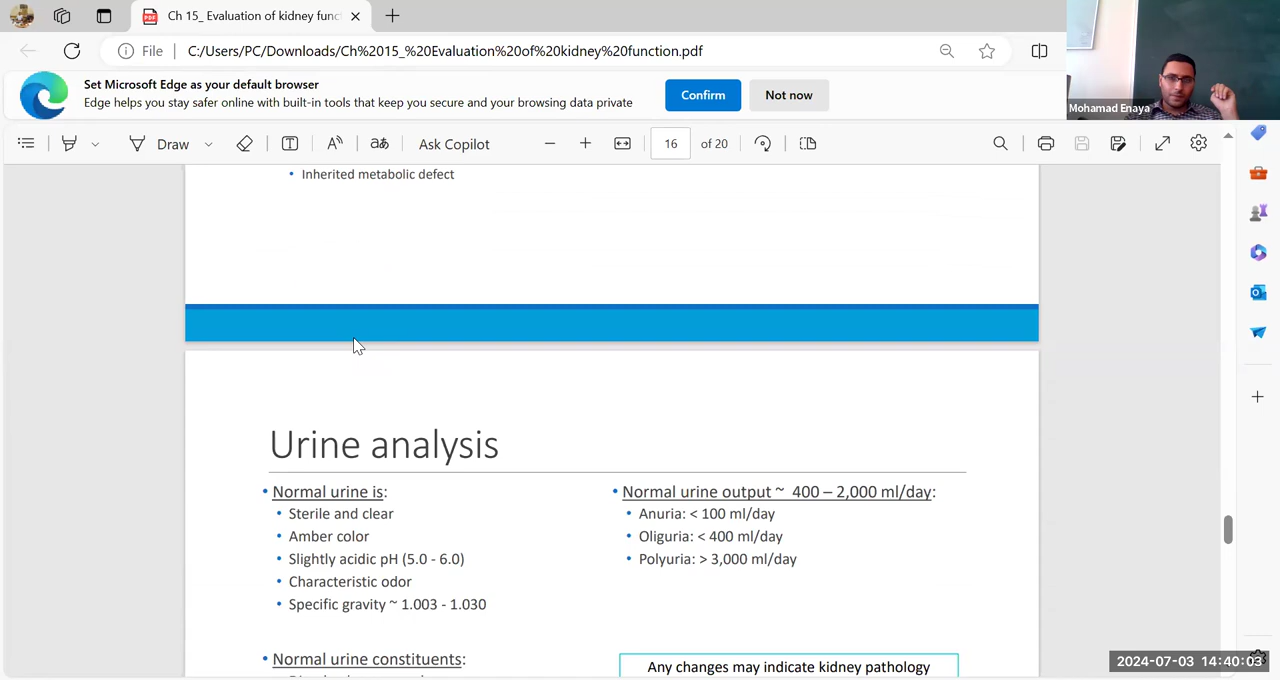 Ch 15_ Evaluation of kidney func
File
C:/Users/PC/Downloads/Ch%2015_%20Evaluation%20of%20kidney%20function.pdf
Set Microsoft Edge as your default browser
Edge helps you stay safer online with built-in tools that keep you secure and your browsing data private
Confirm
Not now
Mohamad Enaya
Draw
Ask Copilot
16 of 20
• Inherited metabolic defect
Urine analysis
• Normal urine is:
• Sterile and clear
• Amber color
• Slightly acidic pH (5.0 - 6.0)
• Characteristic odor
• Specific gravity ~ 1.003 - 1.030
• Normal urine constituents:
• Normal urine output ~ 400 – 2,000 ml/day:
• Anuria: < 100 ml/day
• Oliguria: < 400 ml/day
• Polyuria: > 3,000 ml/day
Any changes may indicate kidney pathology
2024-07-03 14:40:03